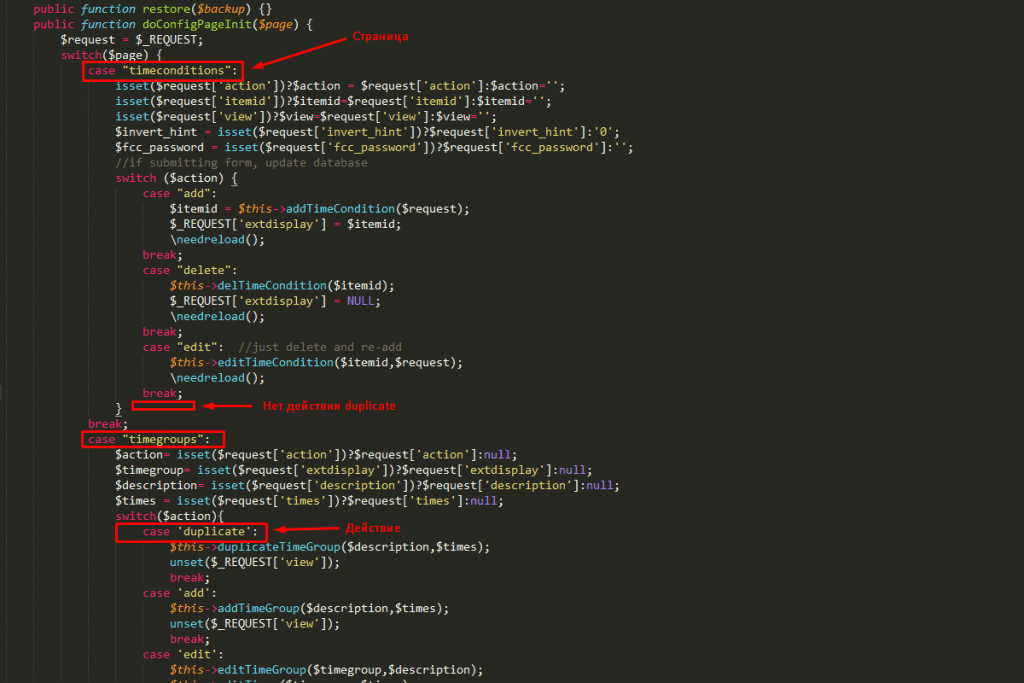 public function restore($backup) {}
public function doConfigPageInit($page) {
$request = $_REQUEST;
Страница
switch($page) {
case "timeconditions":
isset($request['action'])?$action = $request['action']:$action='';
isset($request['itemid'])?$itemid=$request['itemid']:$itemid='';
isset($request['view'])?$view=$request['view']:$view='';
$invert_hint = isset($request['invert_hint'])?$request['invert_hint']:'0';
$fcc_password = isset($request['fcc_password'])?$request['fcc_password']:'';
//if submitting form, update database
switch ($action) {
case "add":
$itemid = $this->addTimeCondition($request);
$_REQUEST['extdisplay'] = $itemid;
\needreload();
break;
case "delete":
$this->delTimeCondition($itemid);
$_REQUEST['extdisplay'] = NULL;
\needreload();
break;
case "edit":  //just delete and re-add
$this->editTimeCondition($itemid,$request);
\needreload();
break;
} Нет действия duplicate
break;
case "timegroups":
$action= isset($request['action'])?$request['action']:null;
$timegroup= isset($request['extdisplay'])?$request['extdisplay']:null;
$description= isset($request['description'])?$request['description']:null;
$times = isset($request['times'])?$request['times']:null;
switch($action){
case 'duplicate': Действие
$this->duplicateTimeGroup($description,$times);
unset($_REQUEST['view']);
break;
case 'add':
$this->addTimeGroup($description,$times);
unset($_REQUEST['view']);
break;
case 'edit':
$this->editTimeGroup($timegroup,$description);